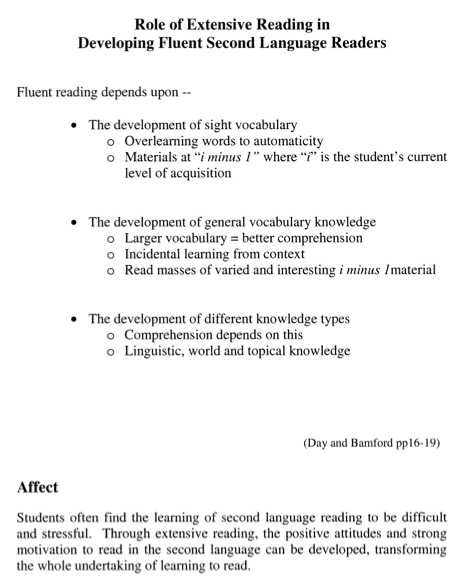 Role of Extensive Reading in
Developing Fluent Second Language Readers
Fluent reading depends upon --
• The development of sight vocabulary
o Overlearning words to automaticity
o Materials at “i minus 1” where “i” is the student’s current
level of acquisition
• The development of general vocabulary knowledge
o Larger vocabulary = better comprehension
o Incidental learning from context
o Read masses of varied and interesting i minus 1material
• The development of different knowledge types
o Comprehension depends on this
o Linguistic, world and topical knowledge
(Day and Bamford pp16-19)
Affect
Students often find the learning of second language reading to be difficult
and stressful. Through extensive reading, the positive attitudes and strong
motivation to read in the second language can be developed, transforming
the whole undertaking of learning to read.